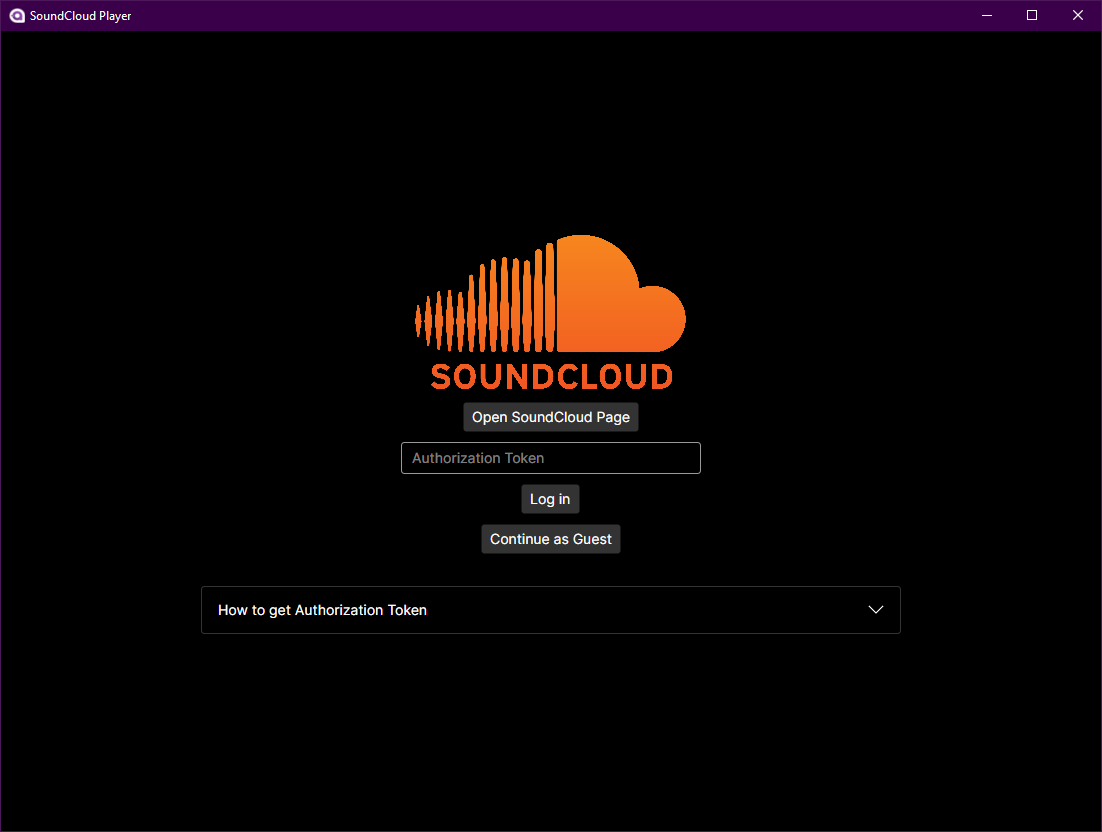 SoundCloud Player
SOUNDCLOUD
Open SoundCloud Page
Authorization Token
Log in
Continue as Guest
How to get Authorization Token